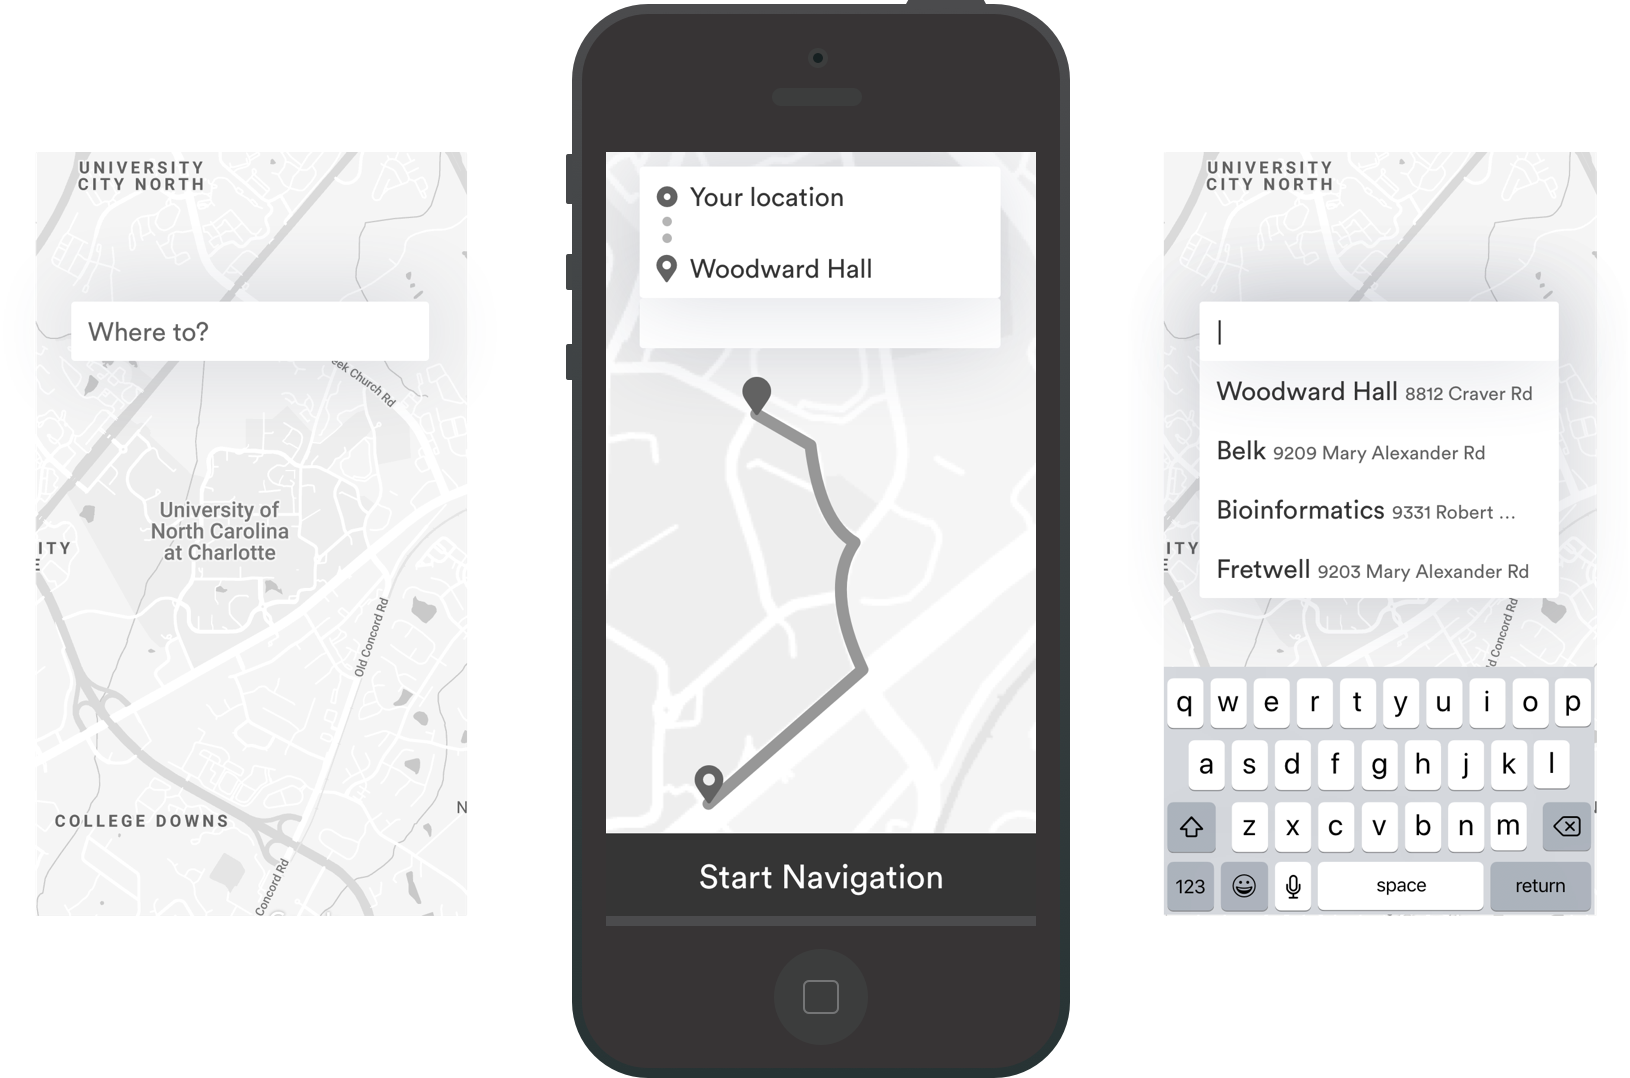 UNIVERSITY
CITY NORTH
Where to?
eek Church Rd
University of
North Carolina
at Charlotte
ITY
E
Old Concord Rd
COLLEGE DOWNS
N
Concord Rd
Your location
Woodward Hall
Start Navigation
UNIVERSITY
CITY NORTH
Woodward Hall 8812 Craver Rd
Belk 9209 Mary Alexander Rd
Bioinformatics 9331 Robert ...
ITY
E
Fretwell 9203 Mary Alexander Rd
d Concord Rd
q w e r t y u i o p
a s d f g h j k l
z x c v b n m
123 space return